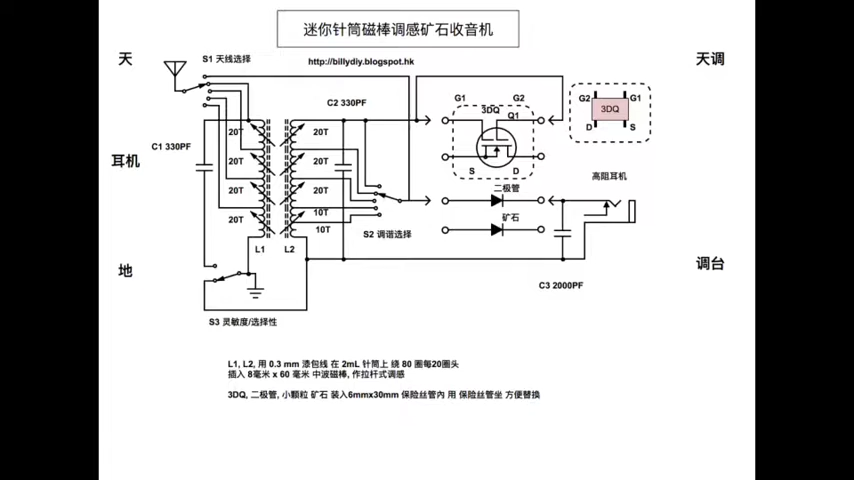 迷你针筒磁棒调感矿石收音机
天
S1 天线选择
http://billydiy.blogspot.hk
天调
C2 330PF
G1
G2
3DQ
Q1
G2
G1
3DQ
D
S
20T
20T
C1 330PF
耳机
20T
20T
S
D
高阻耳机
20T
20T
二极管
20T
10T
矿石
10T
S2 调谐选择
L1
L2
地
调台
C3 2000PF
S3 灵敏度/选择性
L1, L2, 用 0.3 mm 漆包线 在 2mL 针筒上 绕 80 圈每20圈头
插入 8毫米 x 60 毫米 中波磁棒, 作拉杆式调感
3DQ, 二极管, 小颗粒 矿石 装入6mmx30mm 保险丝管內 用 保险丝管坐 方便替换